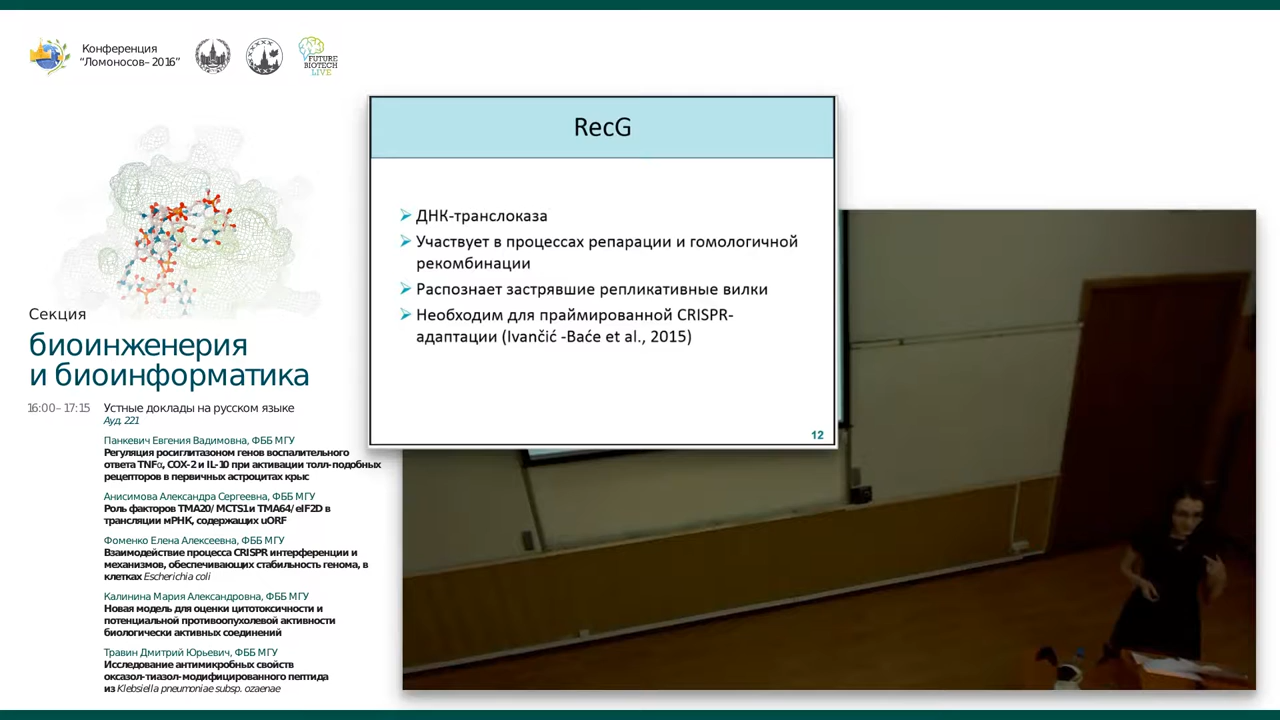 Конференция
“Ломоносов–2016”
FUTURE
BIOTECH
LIVE
RecG
ДНК-транслоказа
Участвует в процессах репарации и гомологичной
рекомбинации
Распознает застрявшие репликативные вилки
Необходим для праймированной CRISPR-
адаптации (Ivančić -Baće et al., 2015)
12
Секция
биоинженерия
и биоинформатика
16:00–17:15 Устные доклады на русском языке
Ауд. 221
Панкевич Евгения Вадимовна, ФББ МГУ
Регуляция росиглитазоном генов воспалительного
ответа TNFα, COX-2 и IL-10 при активации толл-подобных
рецепторов в первичных астроцитах крыс
Анисимова Александра Сергеевна, ФББ МГУ
Роль факторов TMA20/MCTS1 и TMA64/eIF2D в
трансляции мРНК, содержащих uORF
Фоменко Елена Алексеевна, ФББ МГУ
Взаимодействие процесса CRISPR интерференции и
механизмов, обеспечивающих стабильность генома, в
клетках Escherichia coli
Калинина Мария Александровна, ФББ МГУ
Новая модель для оценки цитотоксичности и
потенциальной противоопухолевой активности
биологически активных соединений
Травин Дмитрий Юрьевич, ФББ МГУ
Исследование антимикробных свойств
оксазол-тиазол-модифицированного пептида
из Klebsiella pneumoniae subsp. ozaenae